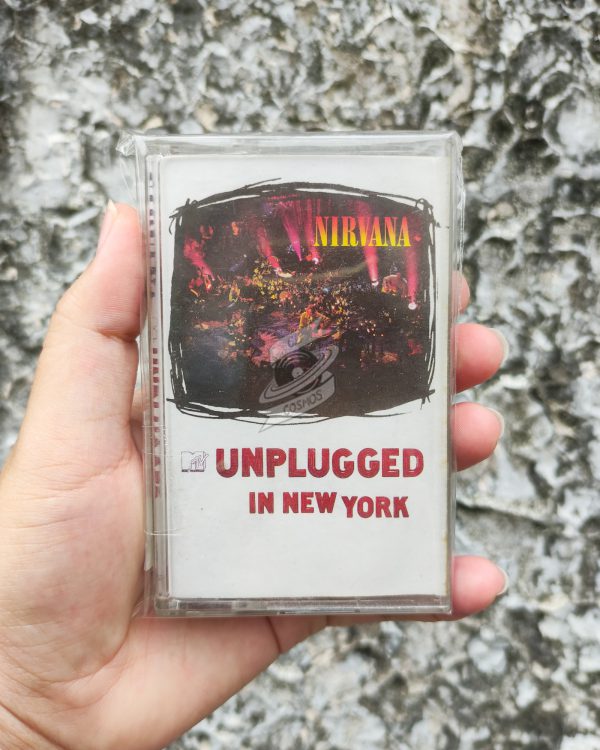 NIRVANA
COSMOS
MTV UNPLUGGED
IN NEW YORK